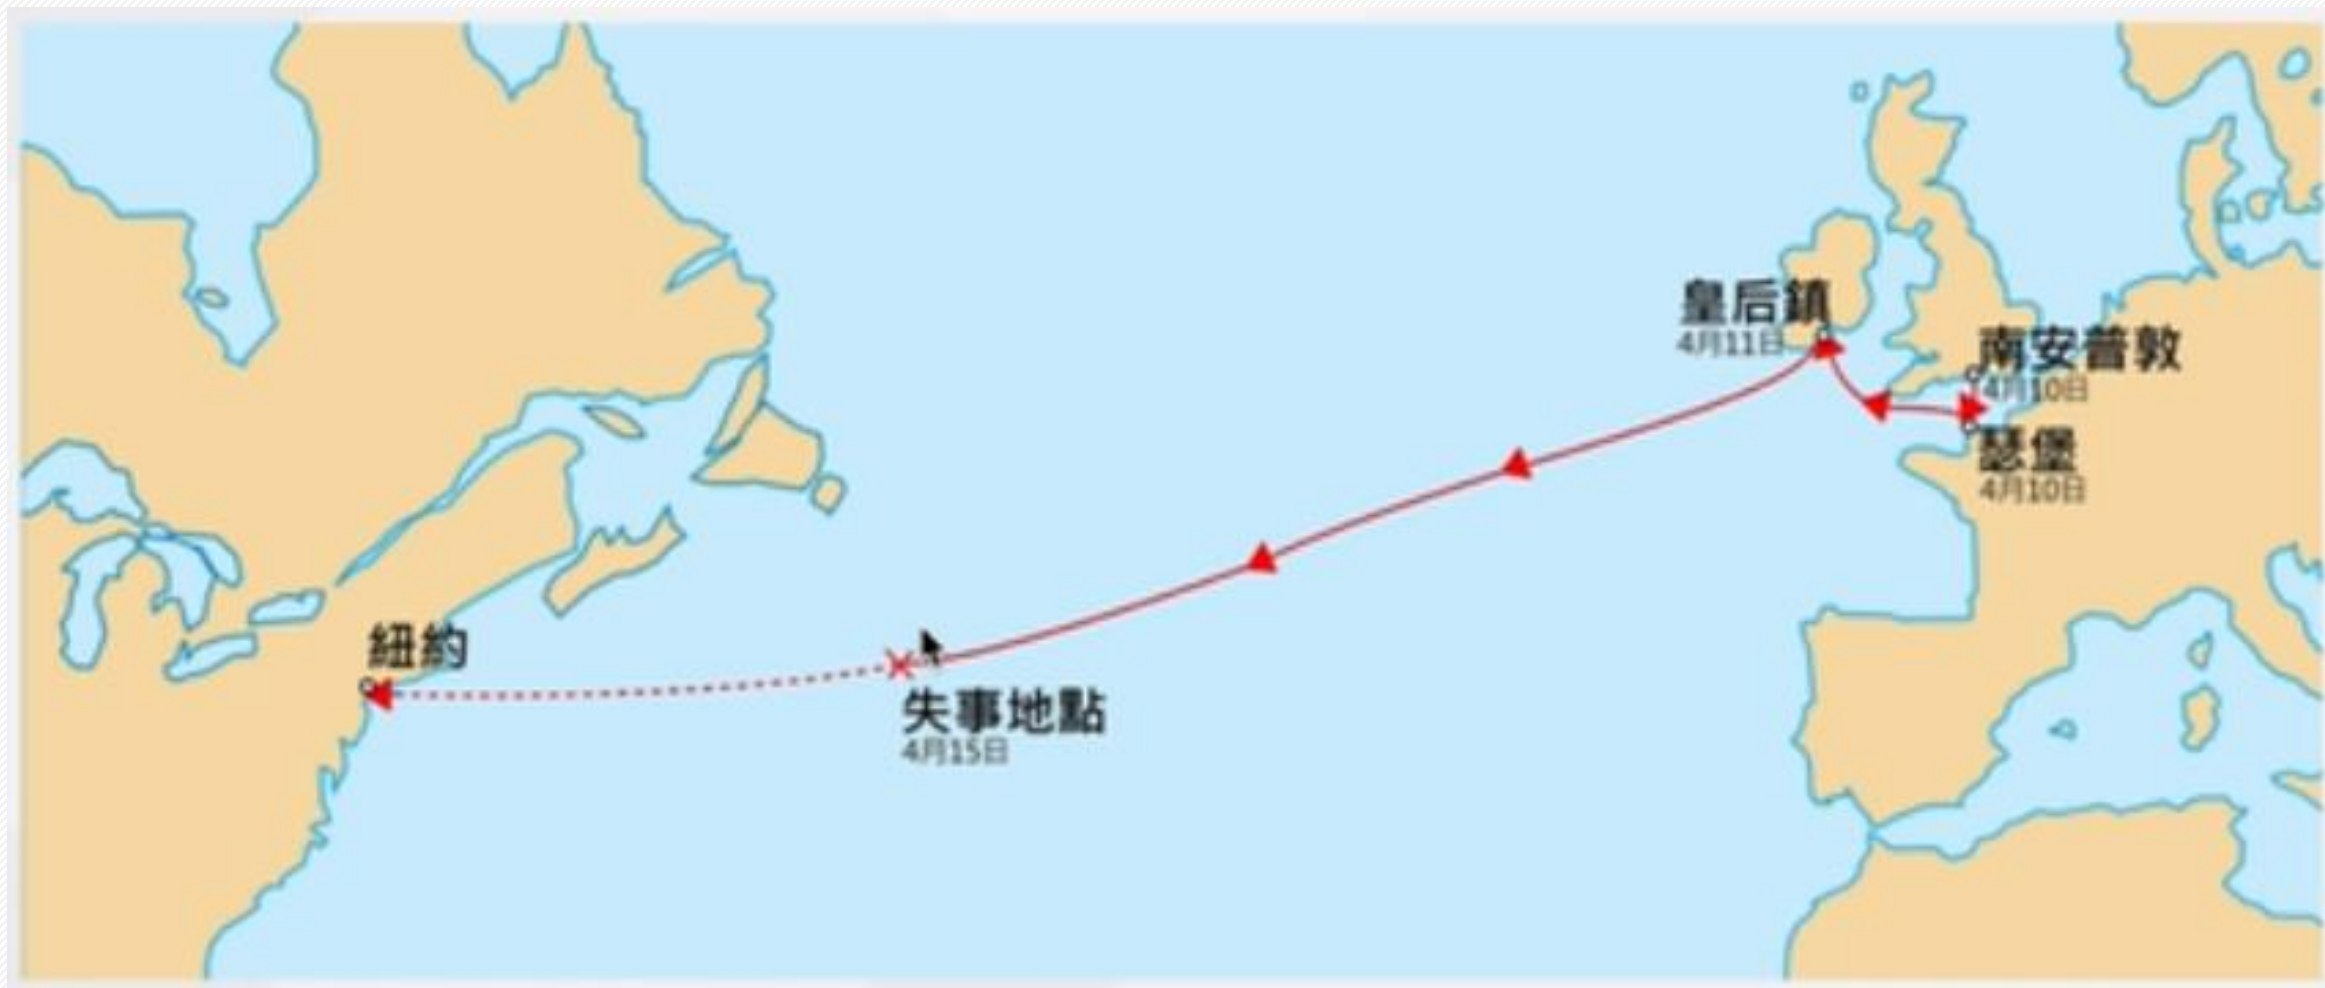 皇后鎮
4月11日
南安普敦
4月10日
瑟堡
4月10日
紐約
失事地點
4月15日